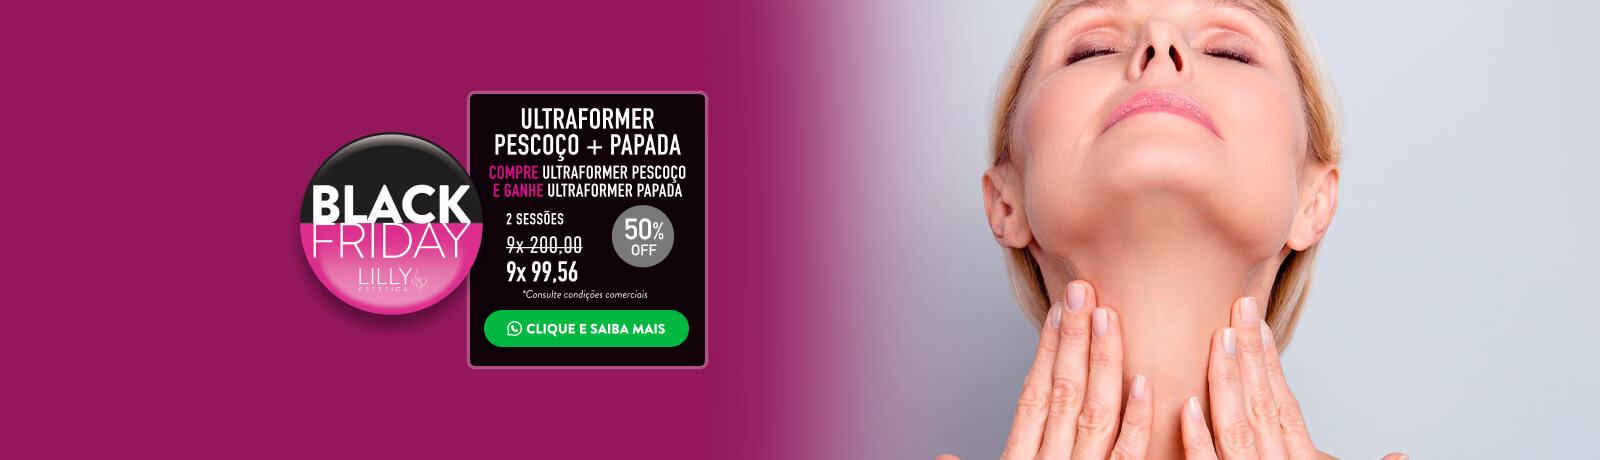 BLACK
FRIDAY
LILLY
ESTÉTICA
ULTRAFORMER
PESCOÇO + PAPADA
COMPRE ULTRAFORMER PESCOÇO
E GANHE ULTRAFORMER PAPADA
2 SESSÕES
9x 200,00
9x 99,56
50%
OFF
*Consulte condições comerciais
CLIQUE E SAIBA MAIS